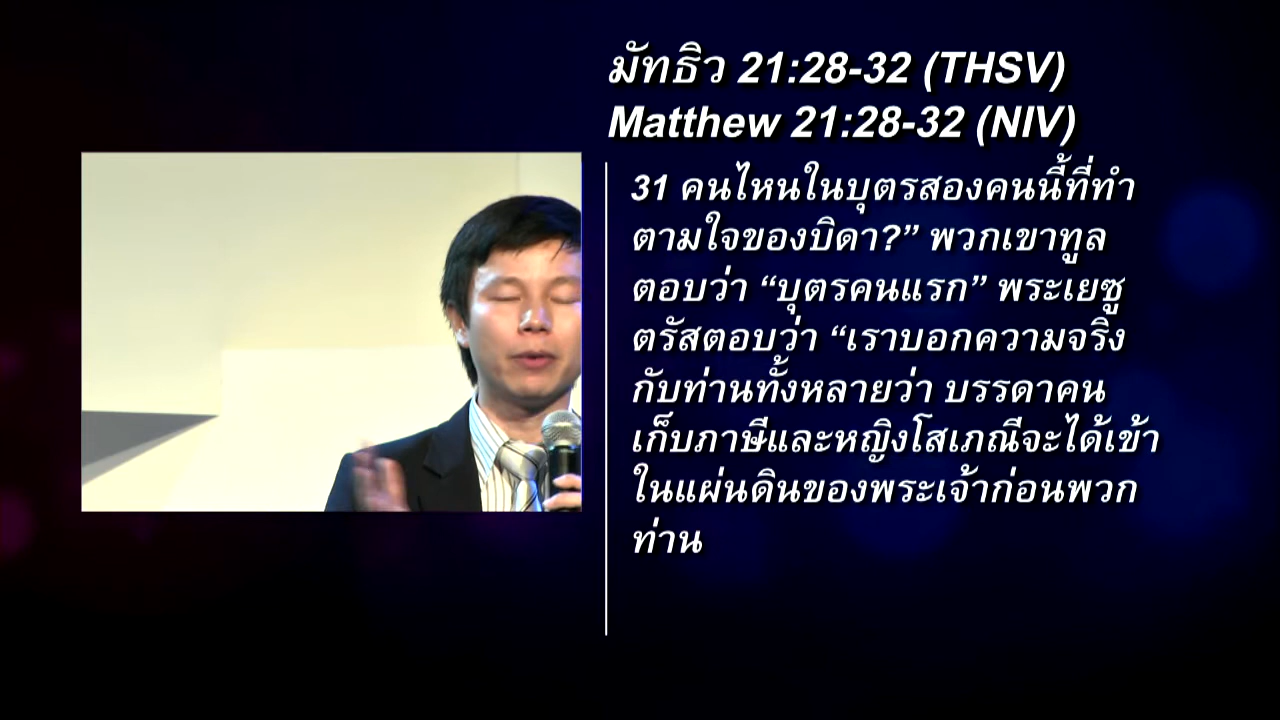 มัทธิว 21:28-32 (THSV)
Matthew 21:28-32 (NIV)
31 คนไหนในบุตรสองคนนี้ที่ทำ
ตามใจของบิดา?” พวกเขาทูล
ตอบว่า “บุตรคนแรก” พระเยซู
ตรัสตอบว่า “เราบอกความจริง
กับท่านทั้งหลายว่า บรรดาคน
เก็บภาษีและหญิงโสเภณีจะได้เข้า
ในแผ่นดินของพระเจ้าก่อนพวก
ท่าน